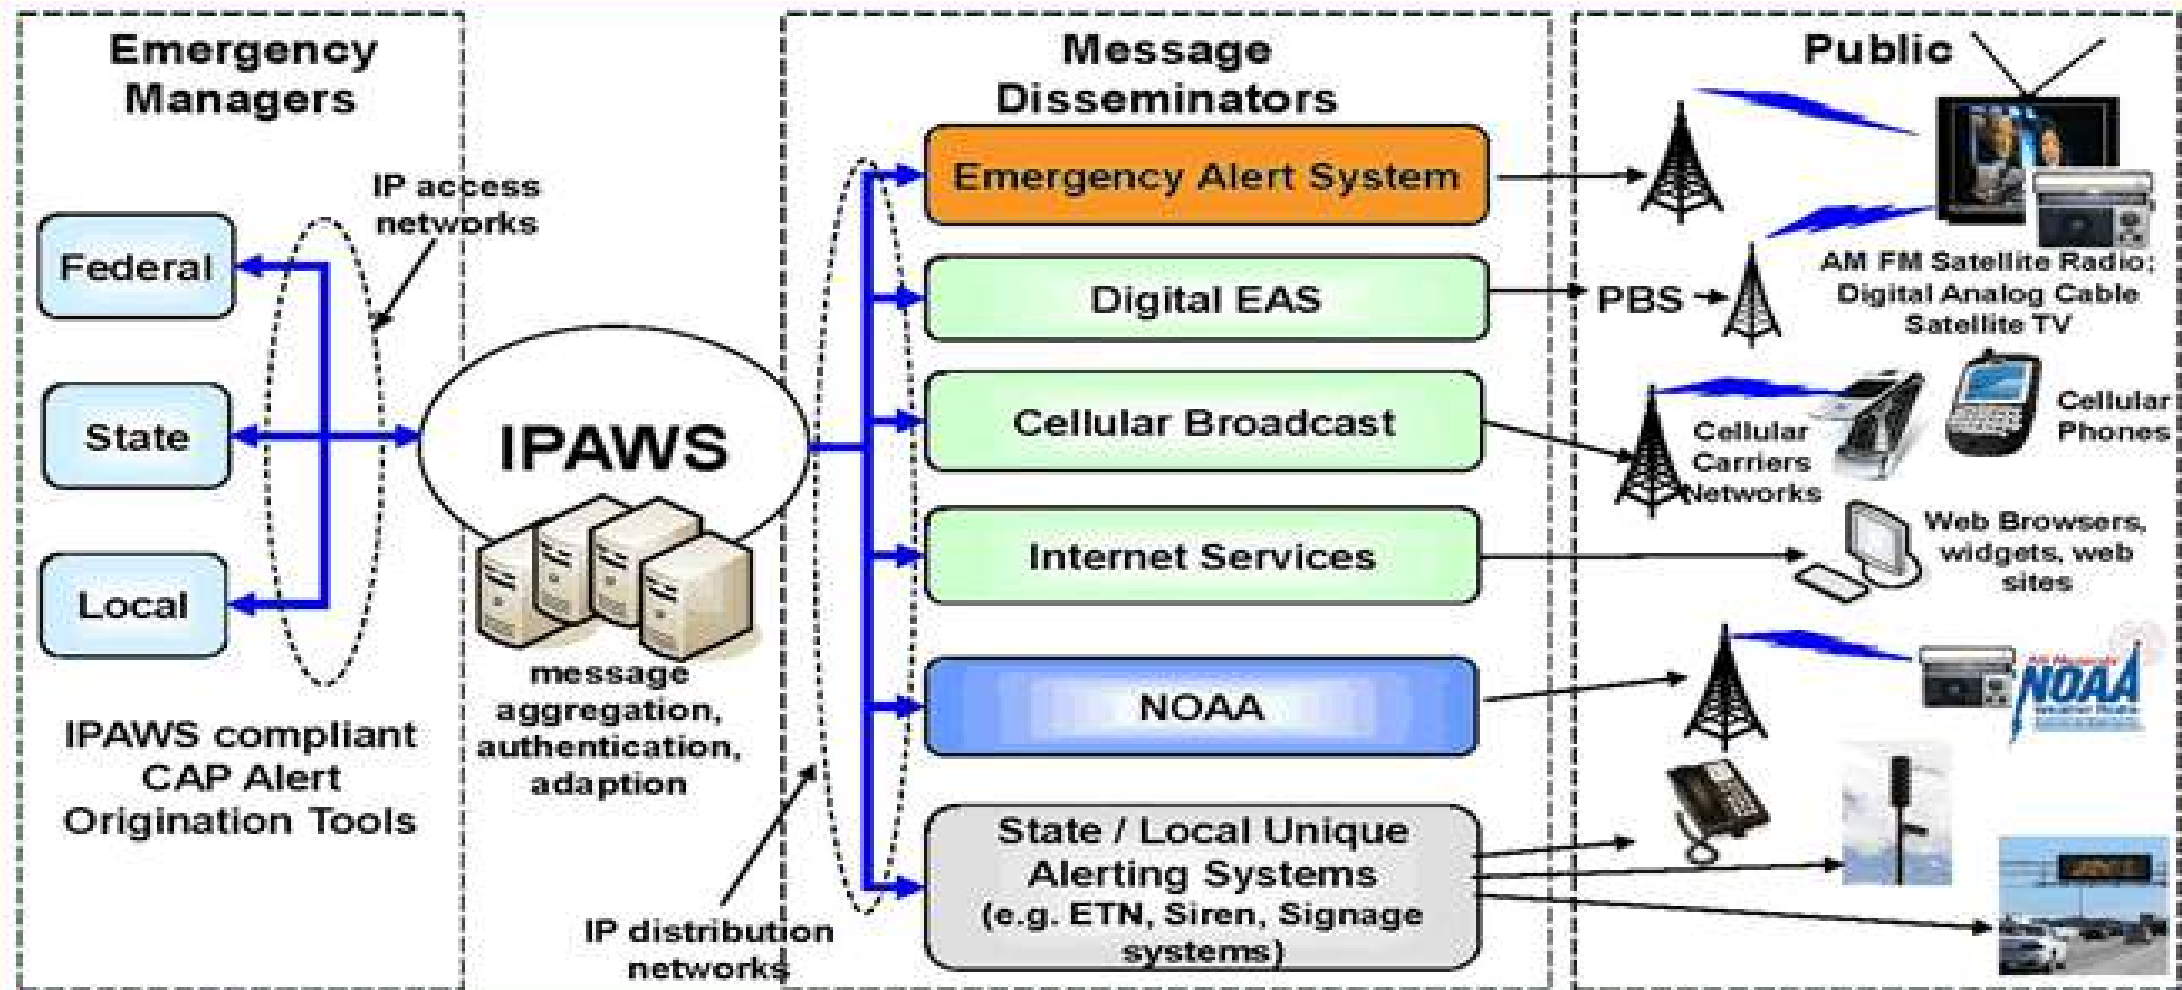 Emergency
Managers
IP access
networks
Federal
State
Local
IPAWS compliant
CAP Alert
Origination Tools
IPAWS
message
aggregation,
authentication,
adaption
IP distribution
networks
Message
Disseminators
Emergency Alert System
Digital EAS
Cellular Broadcast
Internet Services
NOAA
State / Local Unique
Alerting Systems
(e.g. ETN, Siren, Signage
systems)
Public
AM FM Satellite Radio;
Digital Analog Cable
Satellite TV
PBS
Cellular
Carriers
Networks
Cellular
Phones
Web Browsers,
widgets, web
sites
NOAA